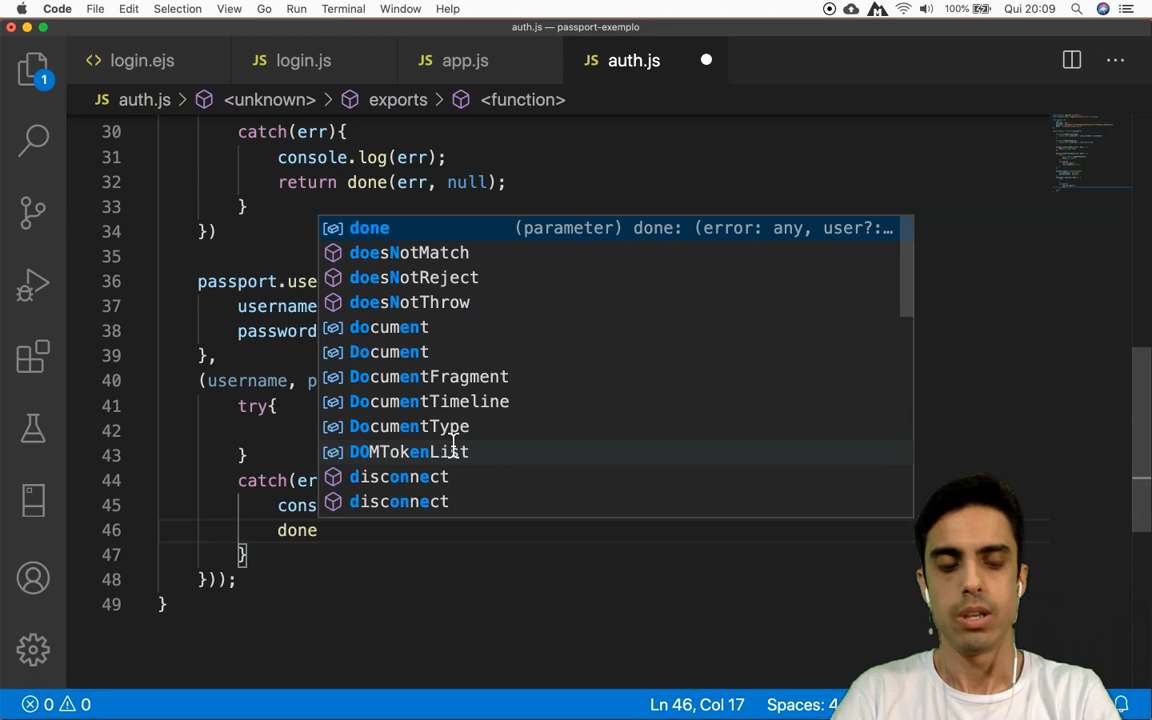 Code File Edit Selection View Go Run Terminal Window Help 100% Qui 20:09
auth.js — passport-exemplo
<> login.ejs JS login.js JS app.js JS auth.js
JS auth.js > <unknown> > exports > <function>
1
30 catch(err){
31 console.log(err);
32 return done(err, null);
33 }
34 })
35
36 passport.use
37 username
38 password
39 },
40 (username, p
41 try{
42
43 }
44 catch(er
45 cons
46 done
47 }
48 }));
49 }
done (parameter) done: (error: any, user?:…
doesNotMatch
doesNotReject
doesNotThrow
document
Document
DocumentFragment
DocumentTimeline
DocumentType
DOMTokenList
disconnect
disconnect
0 0 Ln 46, Col 17 Spaces: 4